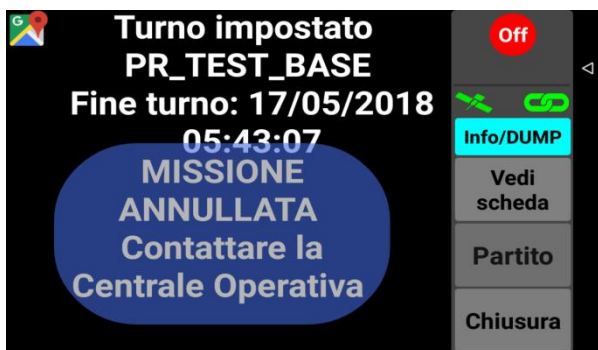 Turno impostato
PR_TEST_BASE
Fine turno: 17/05/2018
05:43:07
MISSIONE
ANNULLATA
Contattare la
Centrale Operativa
Off
Info/DUMP
Vedi
scheda
Partito
Chiusura
G